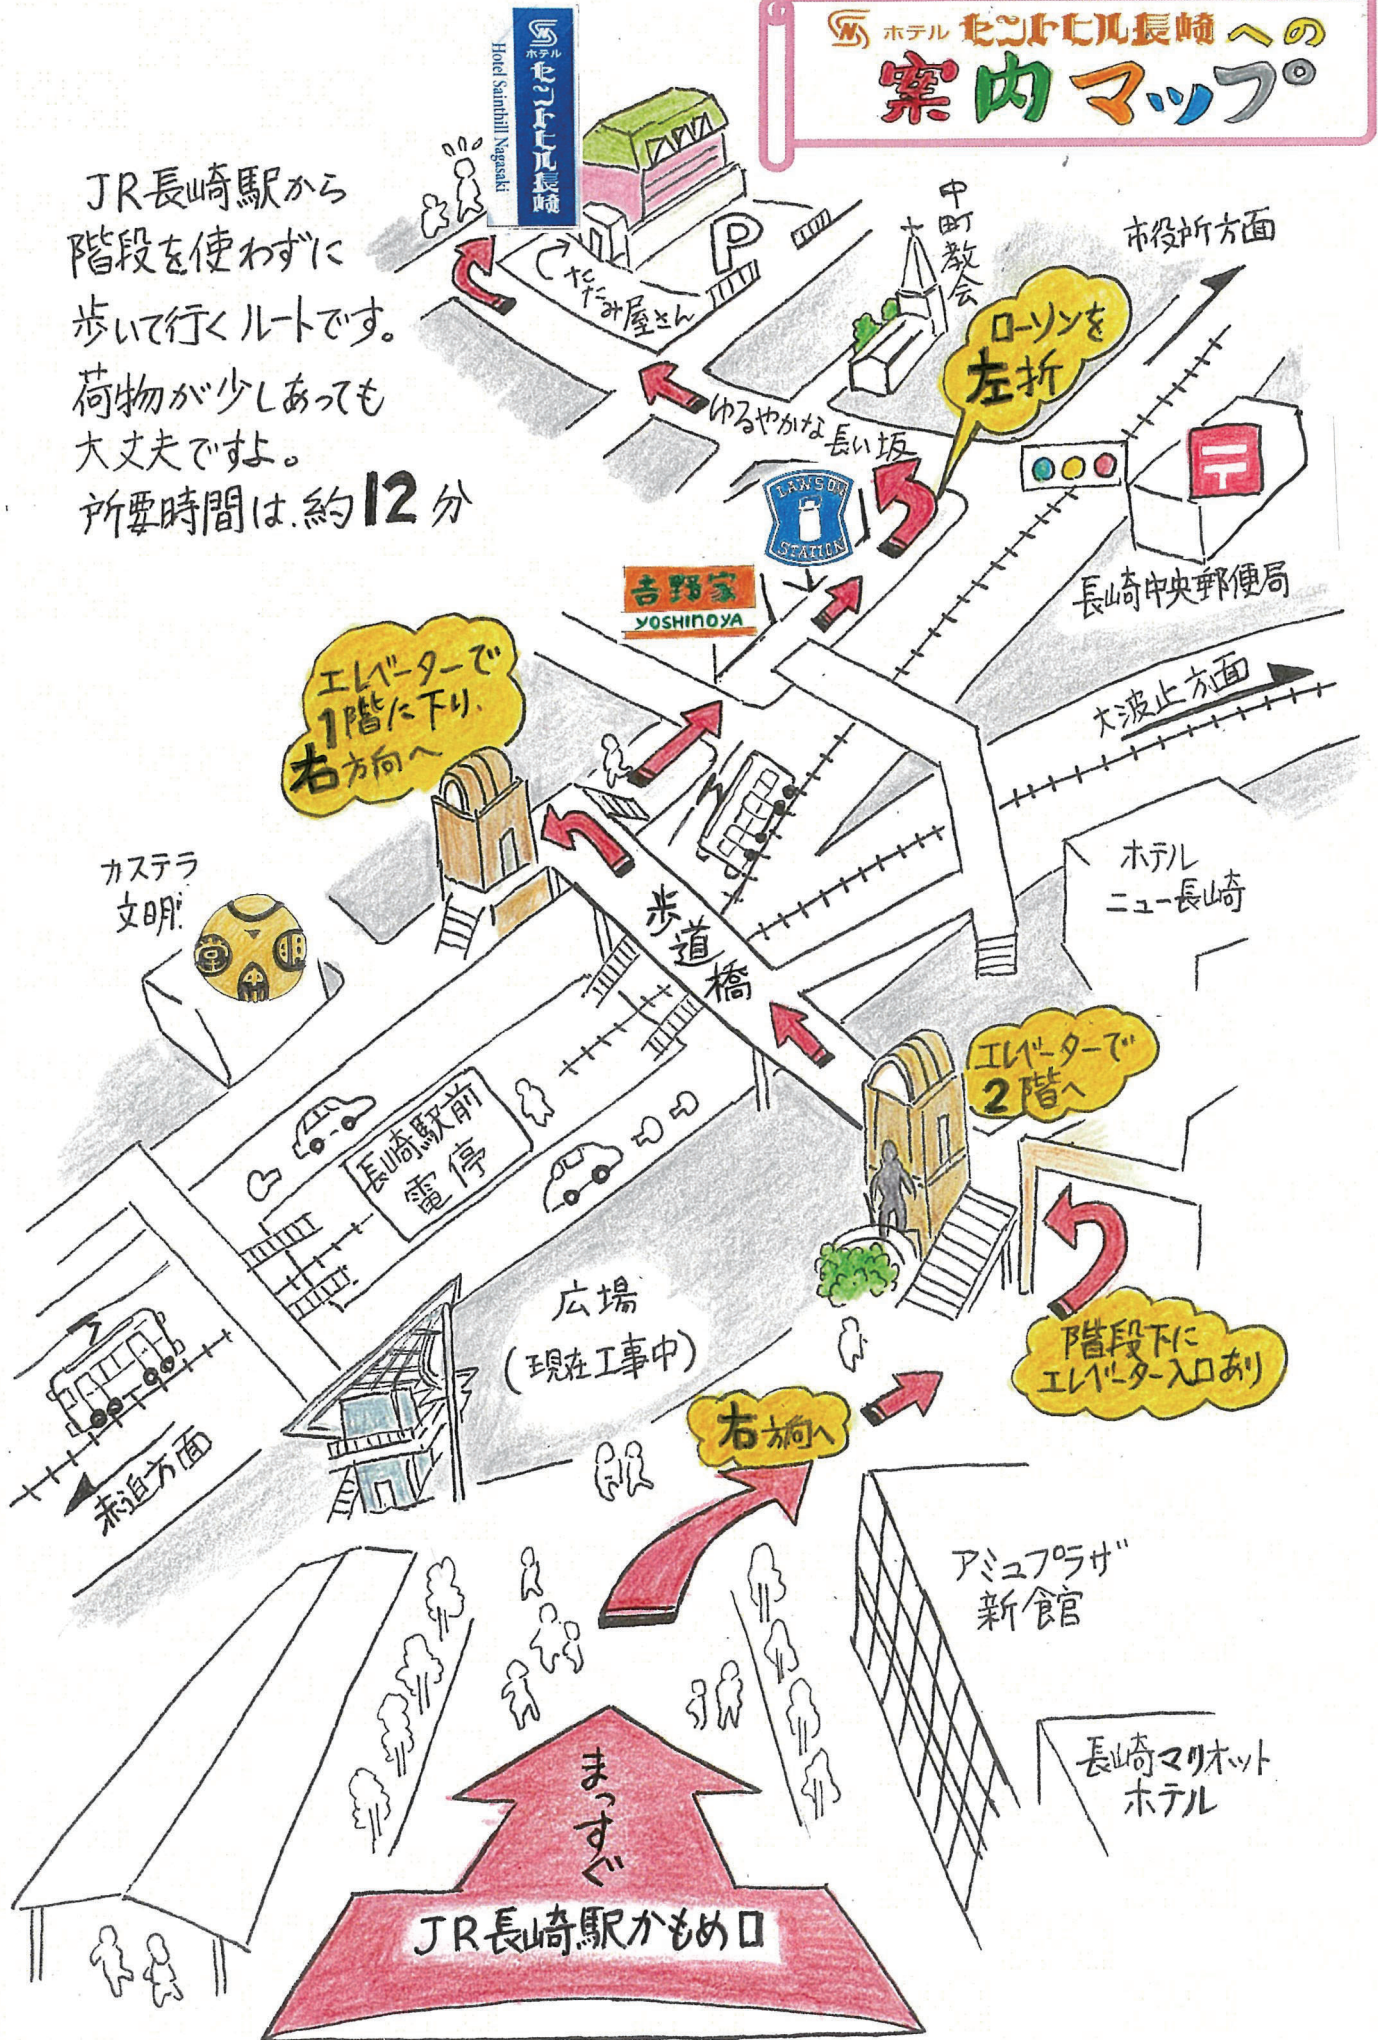 ホテル セントヒル長崎への
案内マップ
ホテル
セントヒル長崎
Hotel Sainthill Nagasaki
JR長崎駅から
階段を使わずに
歩いて行くルートです。
荷物が少しあっても
大丈夫ですよ。
所要時間は、約12分
中町教会
市役所方面
P
たたみ屋さん
ローソンを
左折
ゆるやかな長い坂
LAWSON
STATION
〒
長崎中央郵便局
吉野家
YOSHINOYA
大波止方面
エレベーターで
1階に下り、
右方向へ
ホテル
ニュー長崎
カステラ
文明堂
歩道橋
エレベーターで
2階へ
長崎駅前
電停
階段下に
エレベーター入口あり
広場
(現在工事中)
右方向へ
赤迫方面
アミュプラザ
新館
長崎マリオット
ホテル
まっすぐ
JR長崎駅かもめ口